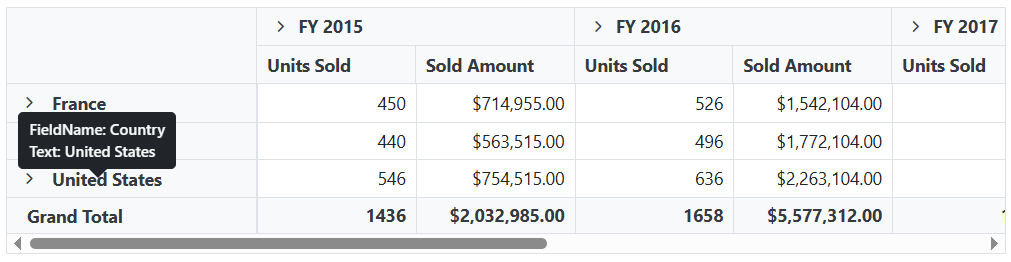 FY 2015 FY 2016 FY 2017
Units Sold Sold Amount Units Sold Sold Amount Units Sold
France 450 $714,955.00 526 $1,542,104.00
FieldName: Country
Text: United States
440 $563,515.00 496 $1,772,104.00
United States 546 $754,515.00 636 $2,263,104.00
Grand Total 1436 $2,032,985.00 1658 $5,577,312.00